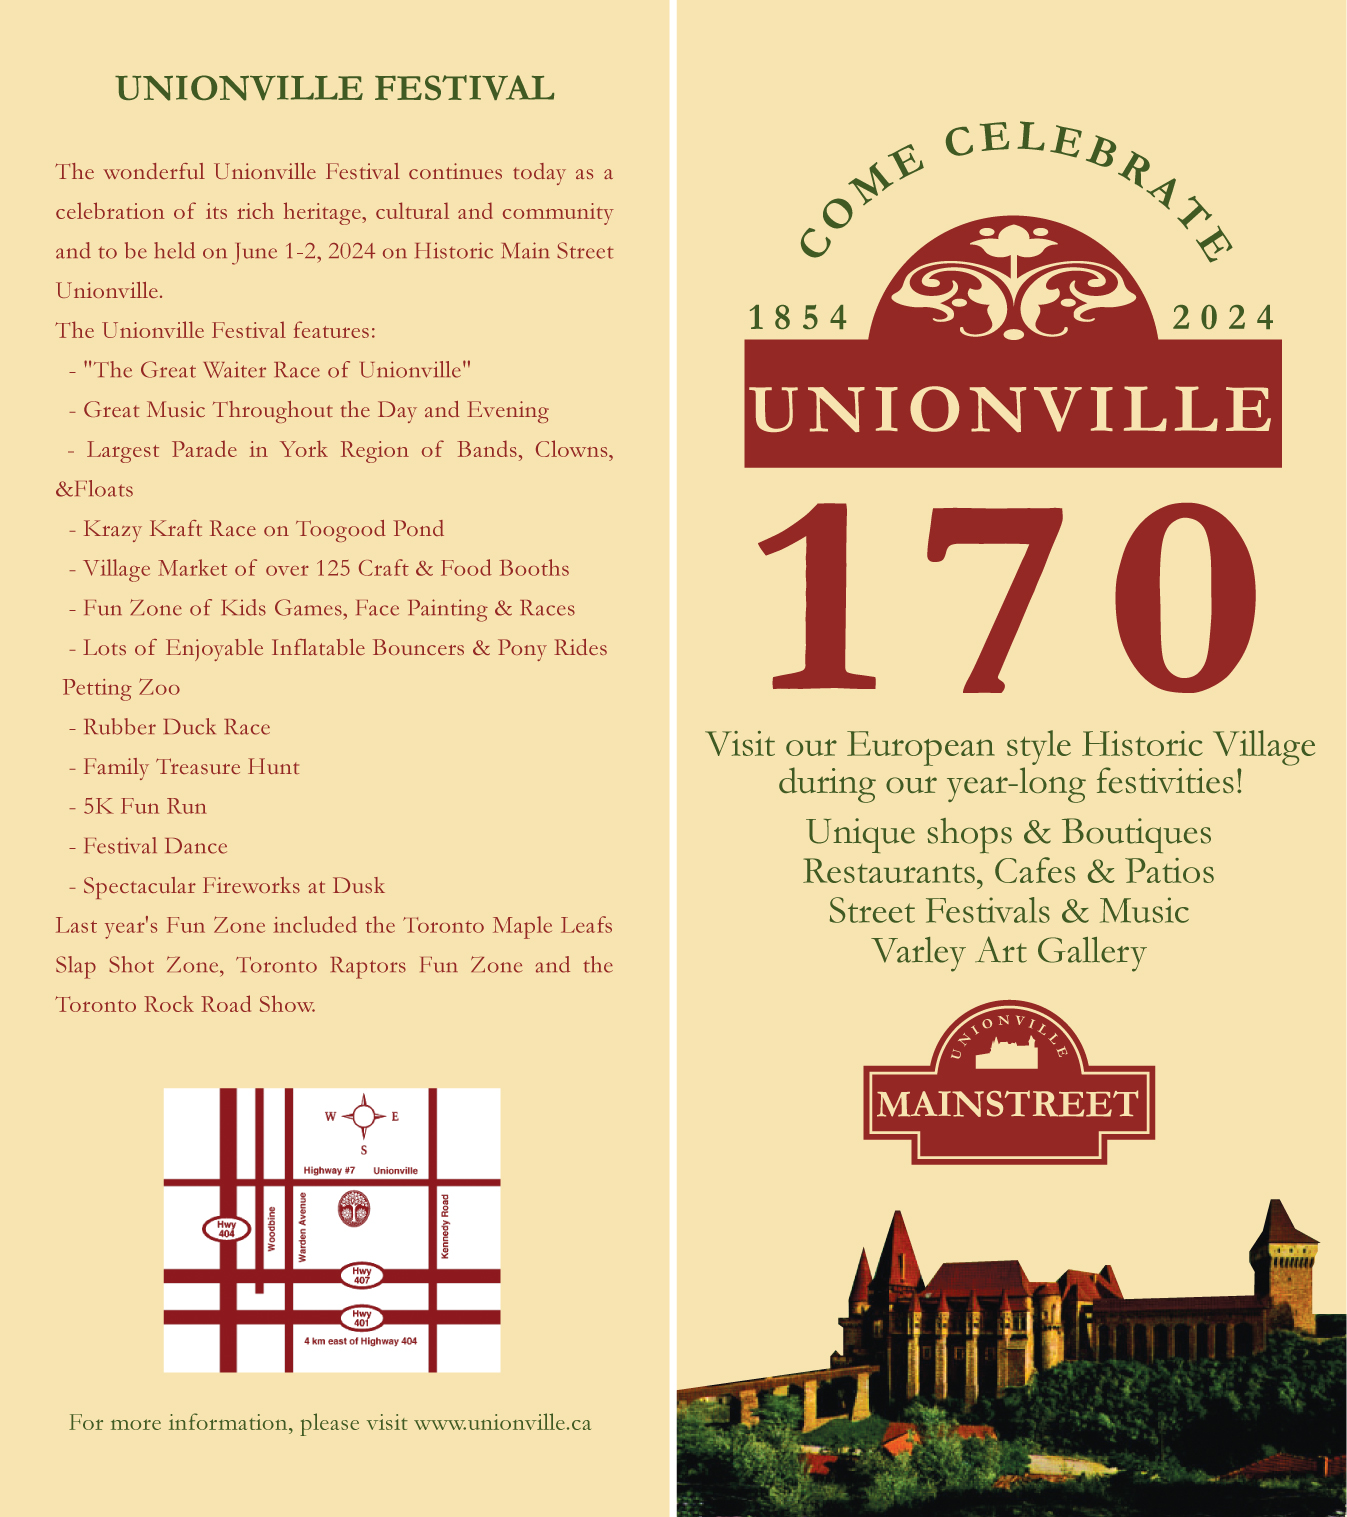 UNIONVILLE FESTIVAL
The wonderful Unionville Festival continues today as a
celebration of its rich heritage, cultural and community
and to be held on June 1-2, 2024 on Historic Main Street
Unionville.
The Unionville Festival features:
- "The Great Waiter Race of Unionville"
- Great Music Throughout the Day and Evening
- Largest Parade in York Region of Bands, Clowns,
&Floats
- Krazy Kraft Race on Toogood Pond
- Village Market of over 125 Craft & Food Booths
- Fun Zone of Kids Games, Face Painting & Races
- Lots of Enjoyable Inflatable Bouncers & Pony Rides
Petting Zoo
- Rubber Duck Race
- Family Treasure Hunt
- 5K Fun Run
- Festival Dance
- Spectacular Fireworks at Dusk
Last year's Fun Zone included the Toronto Maple Leafs
Slap Shot Zone, Toronto Raptors Fun Zone and the
Toronto Rock Road Show.
W E
S
Highway #7 Unionville
Hwy
404
Woodbine
Warden Avenue
Kennedy Road
Hwy
407
Hwy
401
4 km east of Highway 404
For more information, please visit www.unionville.ca
COME CELEBRATE
1854 2024
UNIONVILLE
170
Visit our European style Historic Village
during our year-long festivities!
Unique shops & Boutiques
Restaurants, Cafes & Patios
Street Festivals & Music
Varley Art Gallery
UNIONVILLE
MAINSTREET